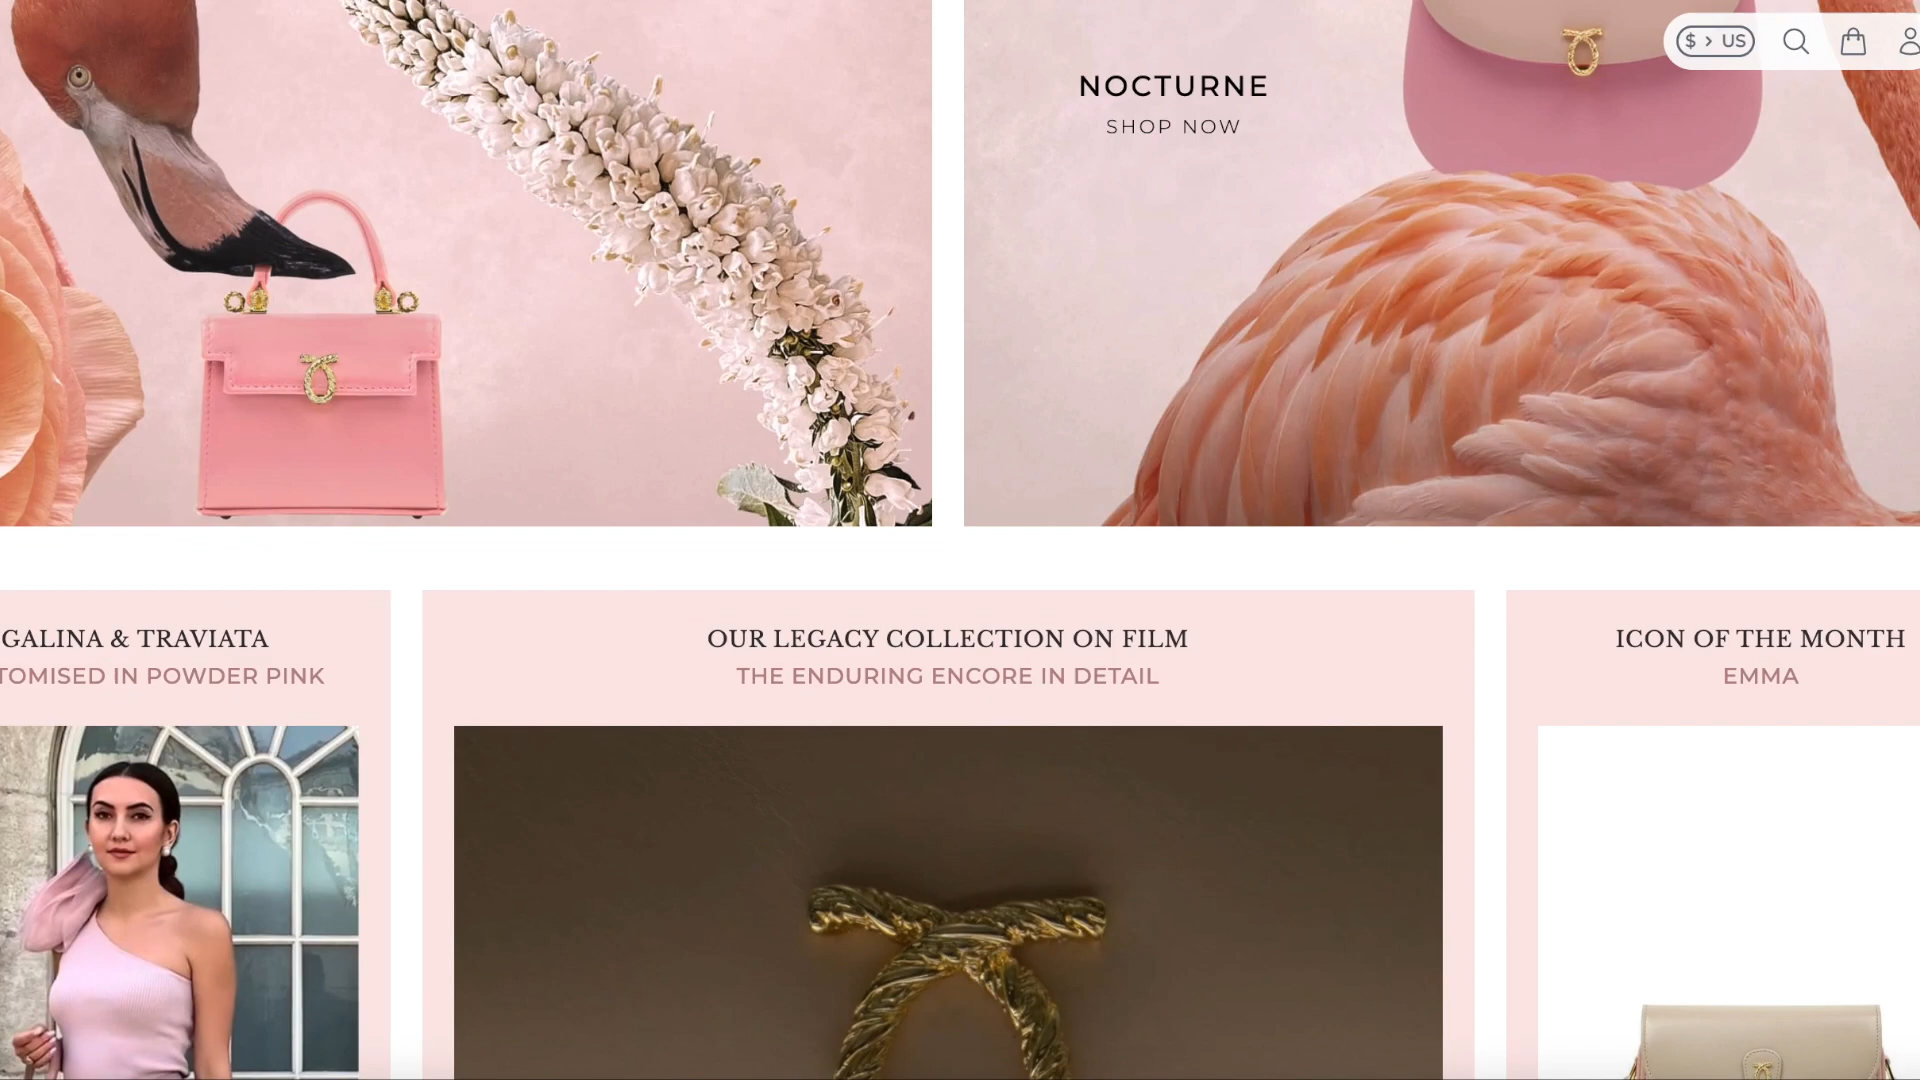 $ > US
NOCTURNE
SHOP NOW
GALINA & TRAVIATA
TOMISED IN POWDER PINK
OUR LEGACY COLLECTION ON FILM
THE ENDURING ENCORE IN DETAIL
ICON OF THE MONTH
EMMA